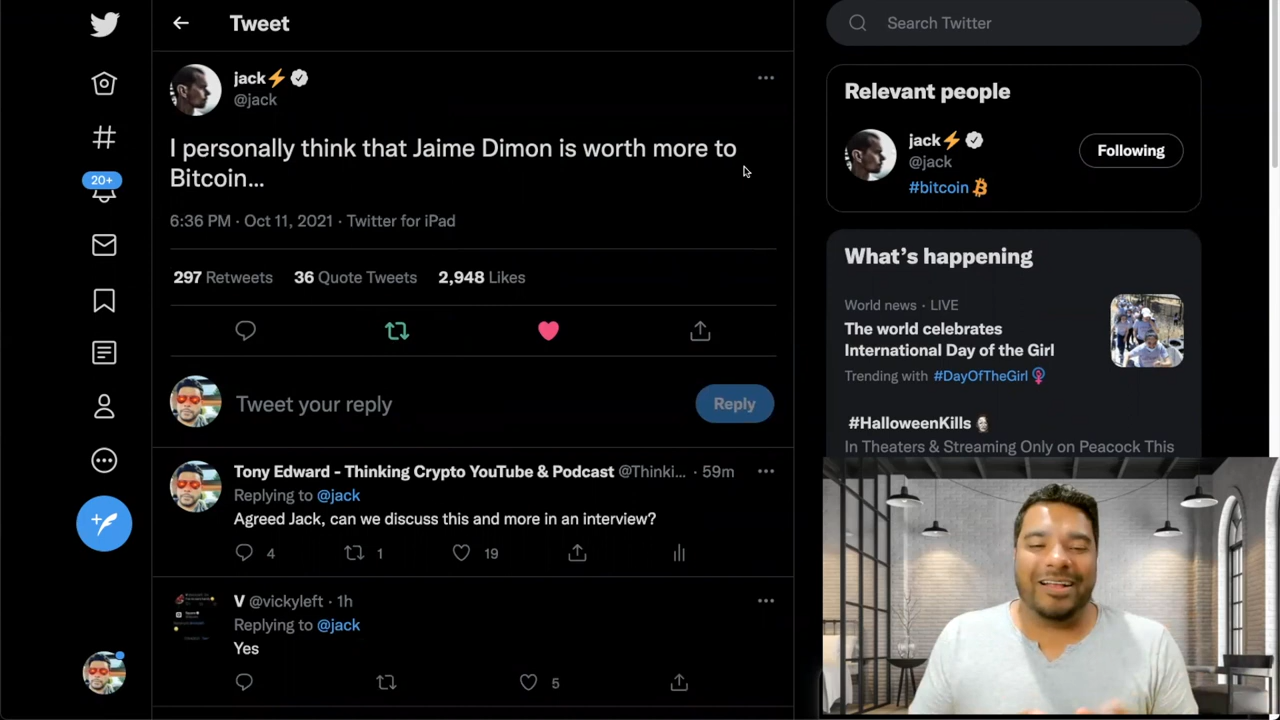 Tweet
Search Twitter
jack⚡
@jack
I personally think that Jaime Dimon is worth more to
Bitcoin...
6:36 PM · Oct 11, 2021 · Twitter for iPad
297 Retweets 36 Quote Tweets 2,948 Likes
Tweet your reply
Reply
Tony Edward - Thinking Crypto YouTube & Podcast @Thinki... · 59m
Replying to @jack
Agreed Jack, can we discuss this and more in an interview?
4 1 19
V @vickyleft · 1h
Replying to @jack
Yes
5
20+
Relevant people
jack⚡
@jack
Following
#bitcoin
What's happening
World news · LIVE
The world celebrates
International Day of the Girl
Trending with #DayOfTheGirl
#HalloweenKills
In Theaters & Streaming Only on Peacock This